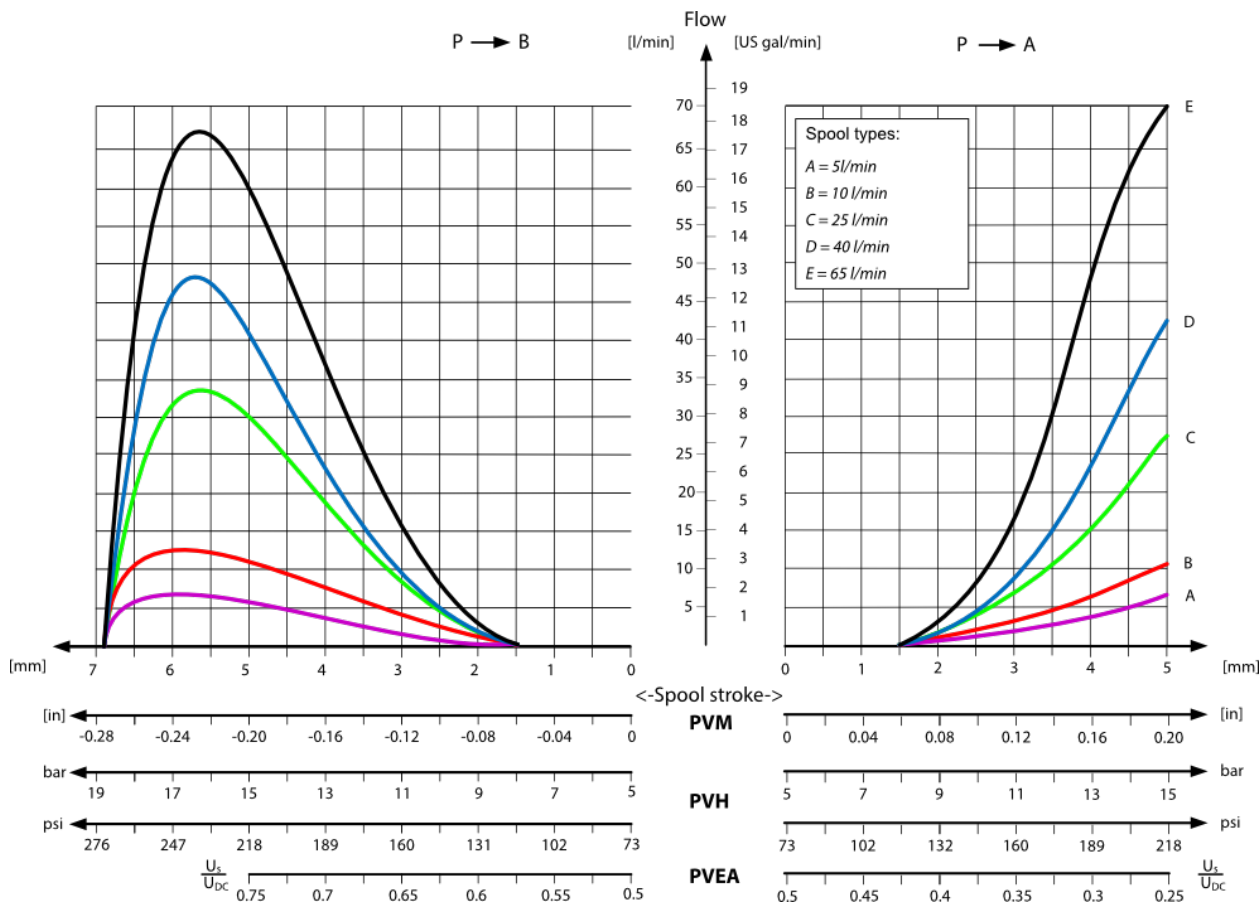 Flow
P B
[l/min]
[US gal/min]
P A
19
70
18
17
65
16
60
15
55
14
50
13
45
12
11
40
10
35
9
30
8
7
25
6
20
5
15
4
3
10
2
5
1
Spool types:
A = 5l/min
B = 10 l/min
C = 25 l/min
D = 40 l/min
E = 65 l/min
E
D
C
B
A
[mm] 7 6 5 4 3 2 1 0
0 1 2 3 4 5 [mm]
<-Spool stroke->
[in] -0.28 -0.24 -0.20 -0.16 -0.12 -0.08 -0.04 0
PVM
0 0.04 0.08 0.12 0.16 0.20 [in]
bar 19 17 15 13 11 9 7 5
5 7 9 11 13 15 bar
PVH
psi 276 247 218 189 160 131 102 73
73 102 132 160 189 218 psi
Us
UDC
0.75 0.7 0.65 0.6 0.55 0.5
PVEA
0.5 0.45 0.4 0.35 0.3 0.25
Us
UDC